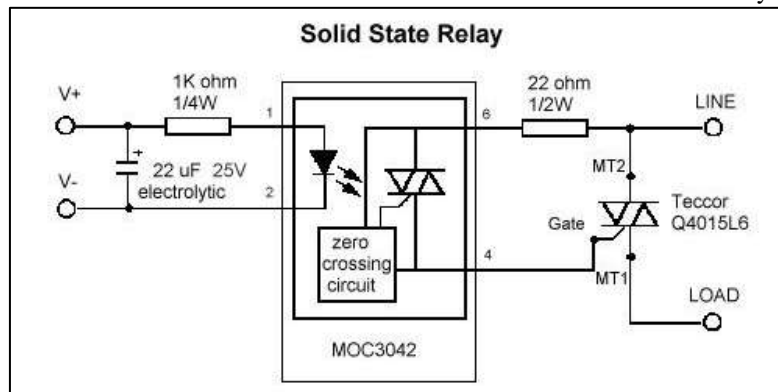 Solid State Relay
V+
1K ohm
1/4W
1
6
22 ohm
1/2W
LINE
+
22 uF 25V
electrolytic
V-
2
MT2
Teccor
Q4015L6
Gate
zero
crossing
circuit
4
MT1
LOAD
MOC3042